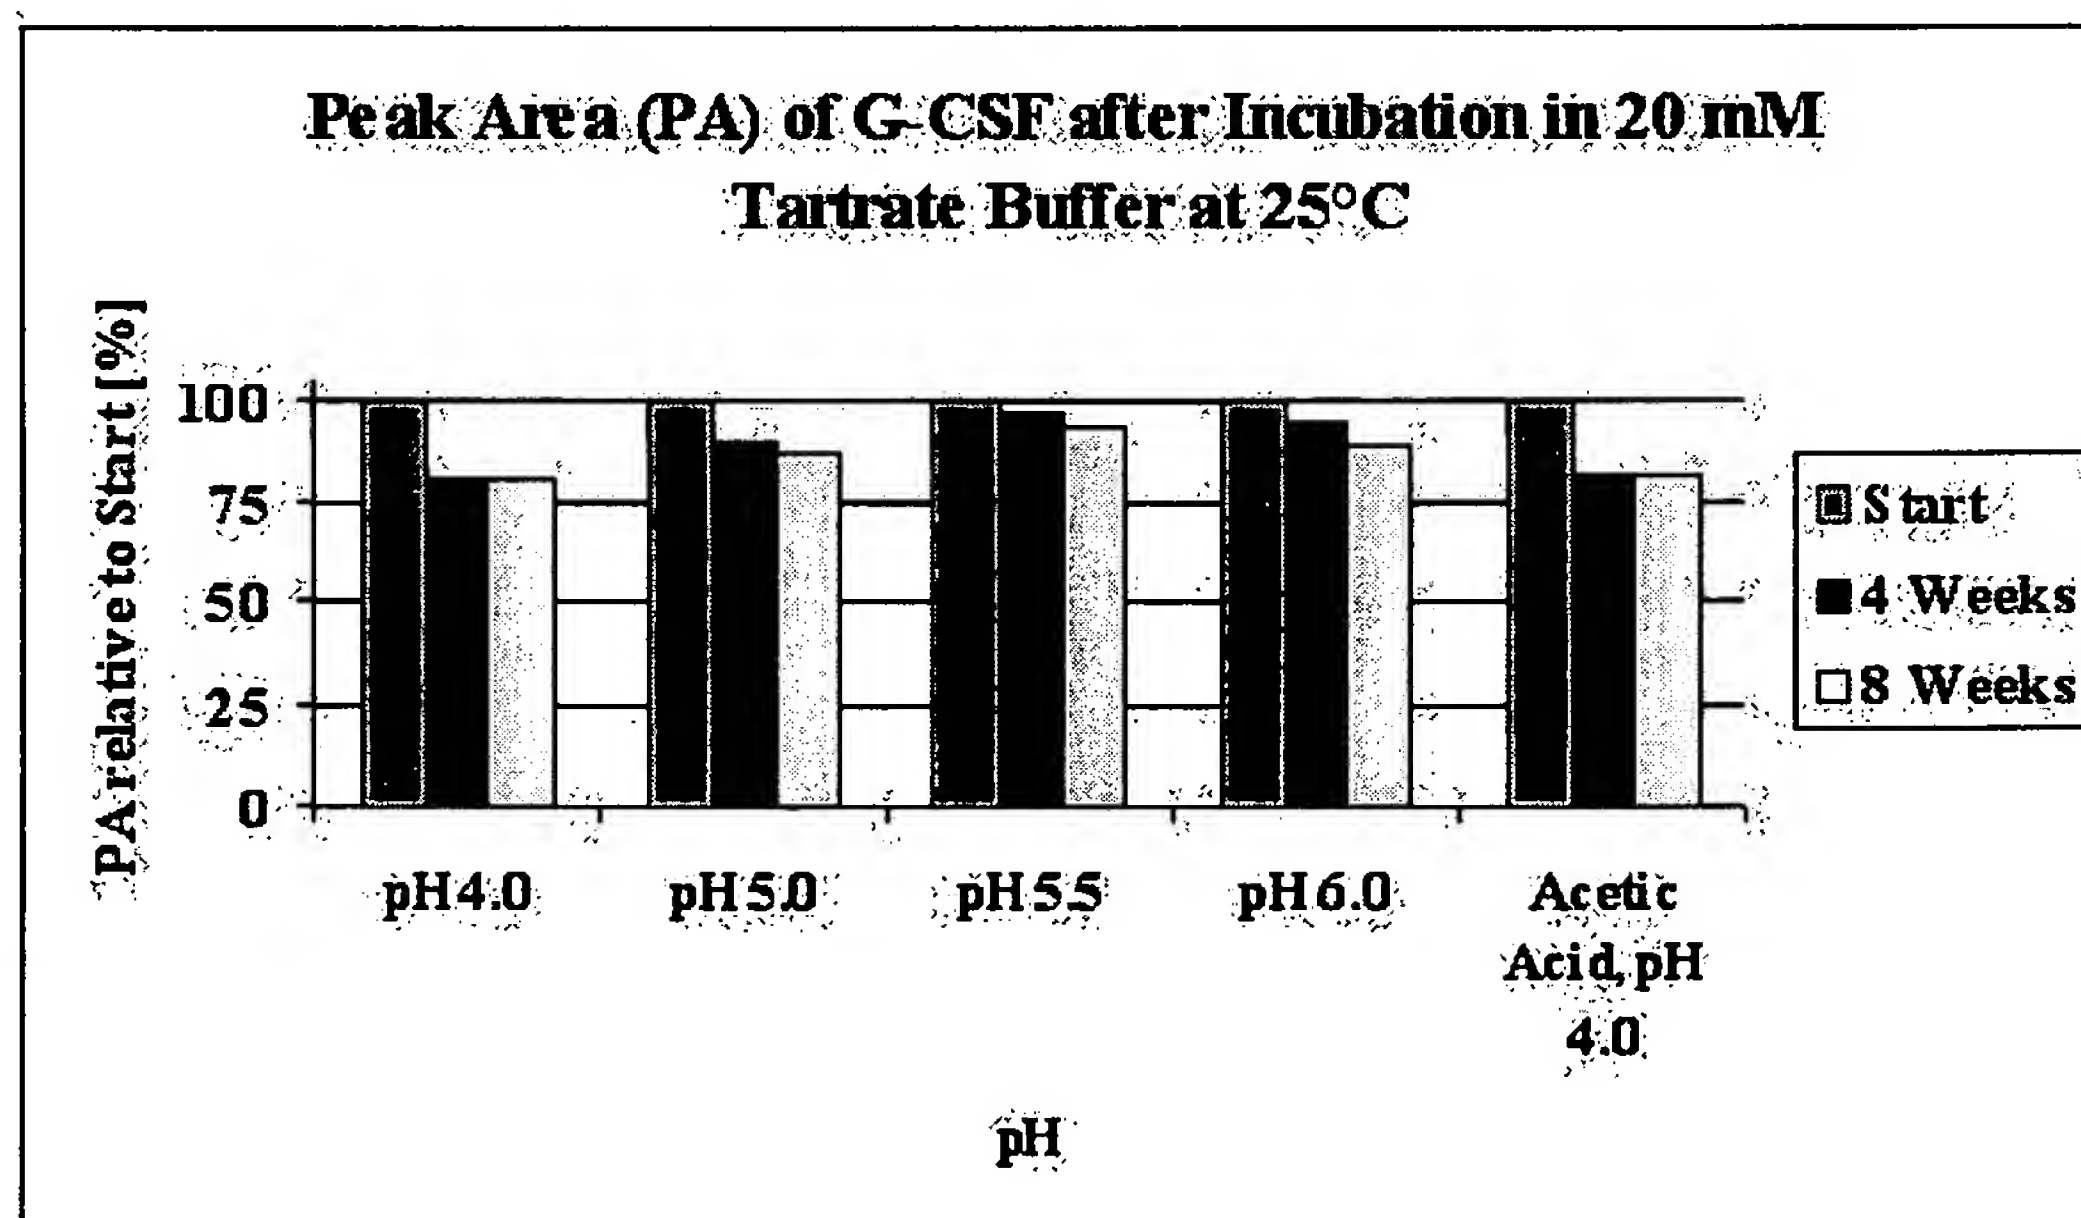 Peak Area (PA) of G-CSF after Incubation in 20 mM
Tartrate Buffer at 25°C
PA relative to Start [%]
100
75
50
25
0
pH 4.0
pH 5.0
pH 5.5
pH 6.0
Acetic
Acid, pH
4.0
pH
Start
4 Weeks
8 Weeks